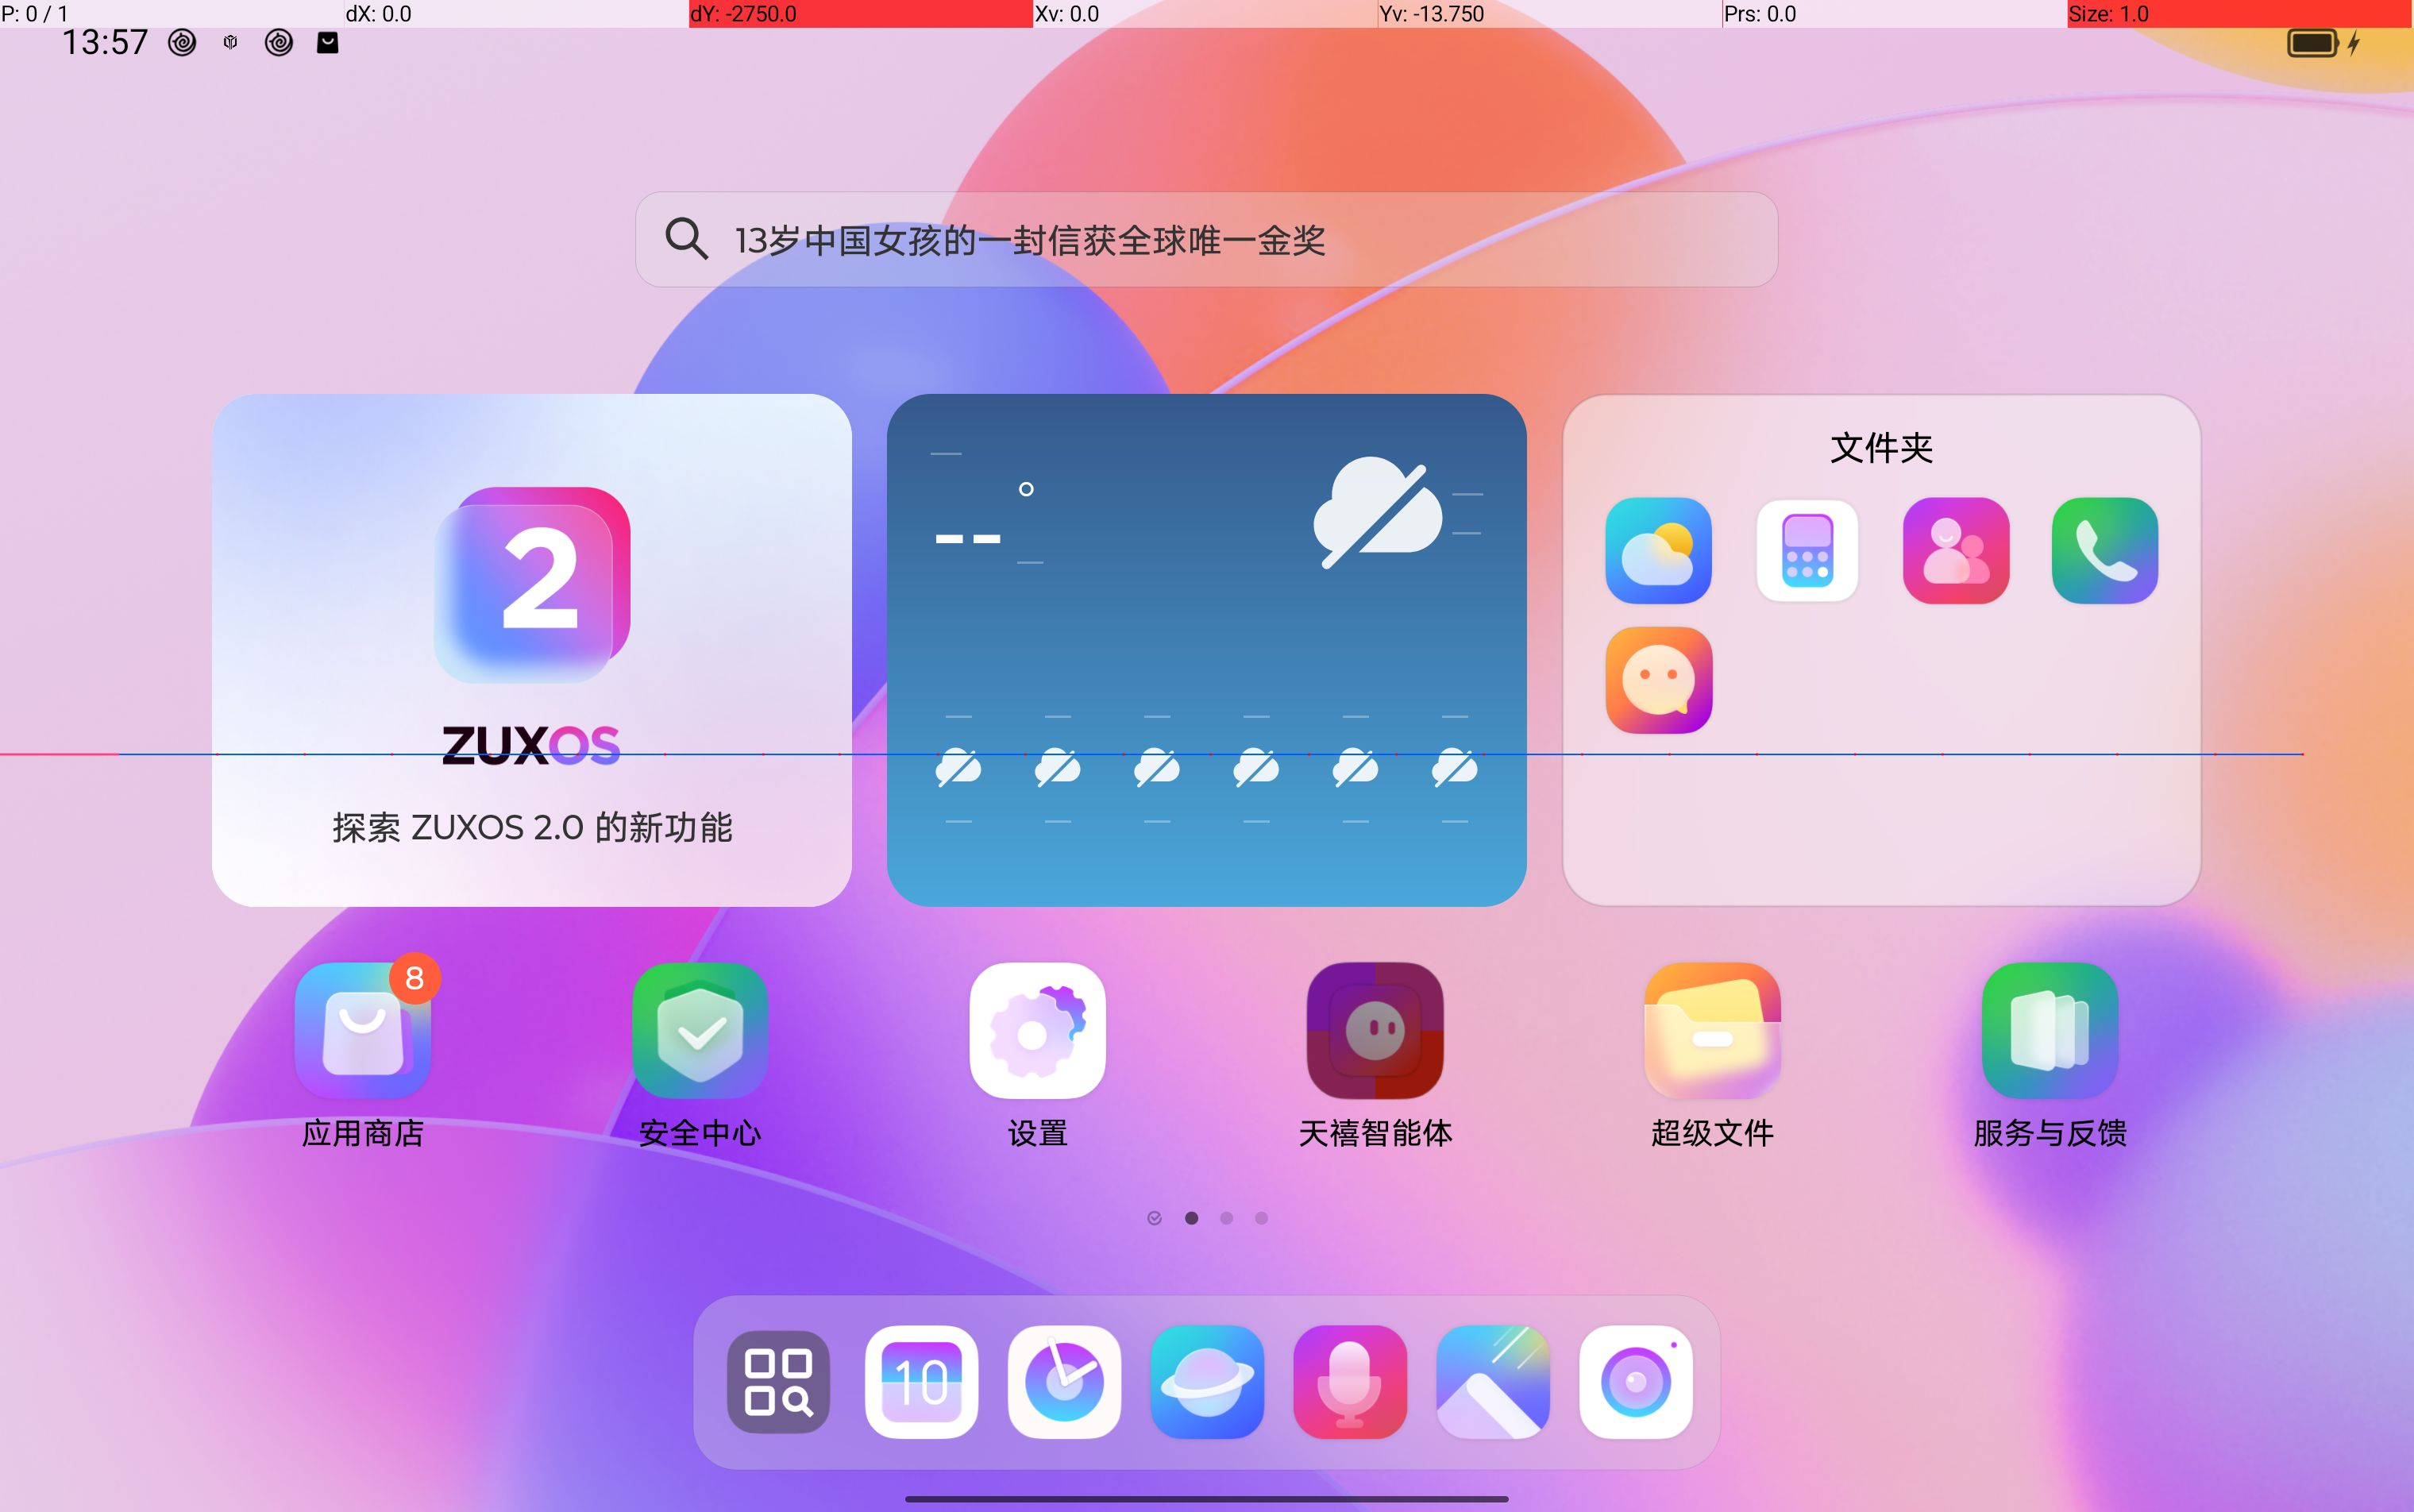 P: 0 / 1 dX: 0.0 dY: -2750.0 Xv: 0.0 Yv: -13.750 Prs: 0.0 Size: 1.0
13:57
13岁中国女孩的一封信获全球唯一金奖
文件夹
2
--°
ZUXOS
探索 ZUXOS 2.0 的新功能
8
应用商店 安全中心 设置 天禧智能体 超级文件 服务与反馈
10